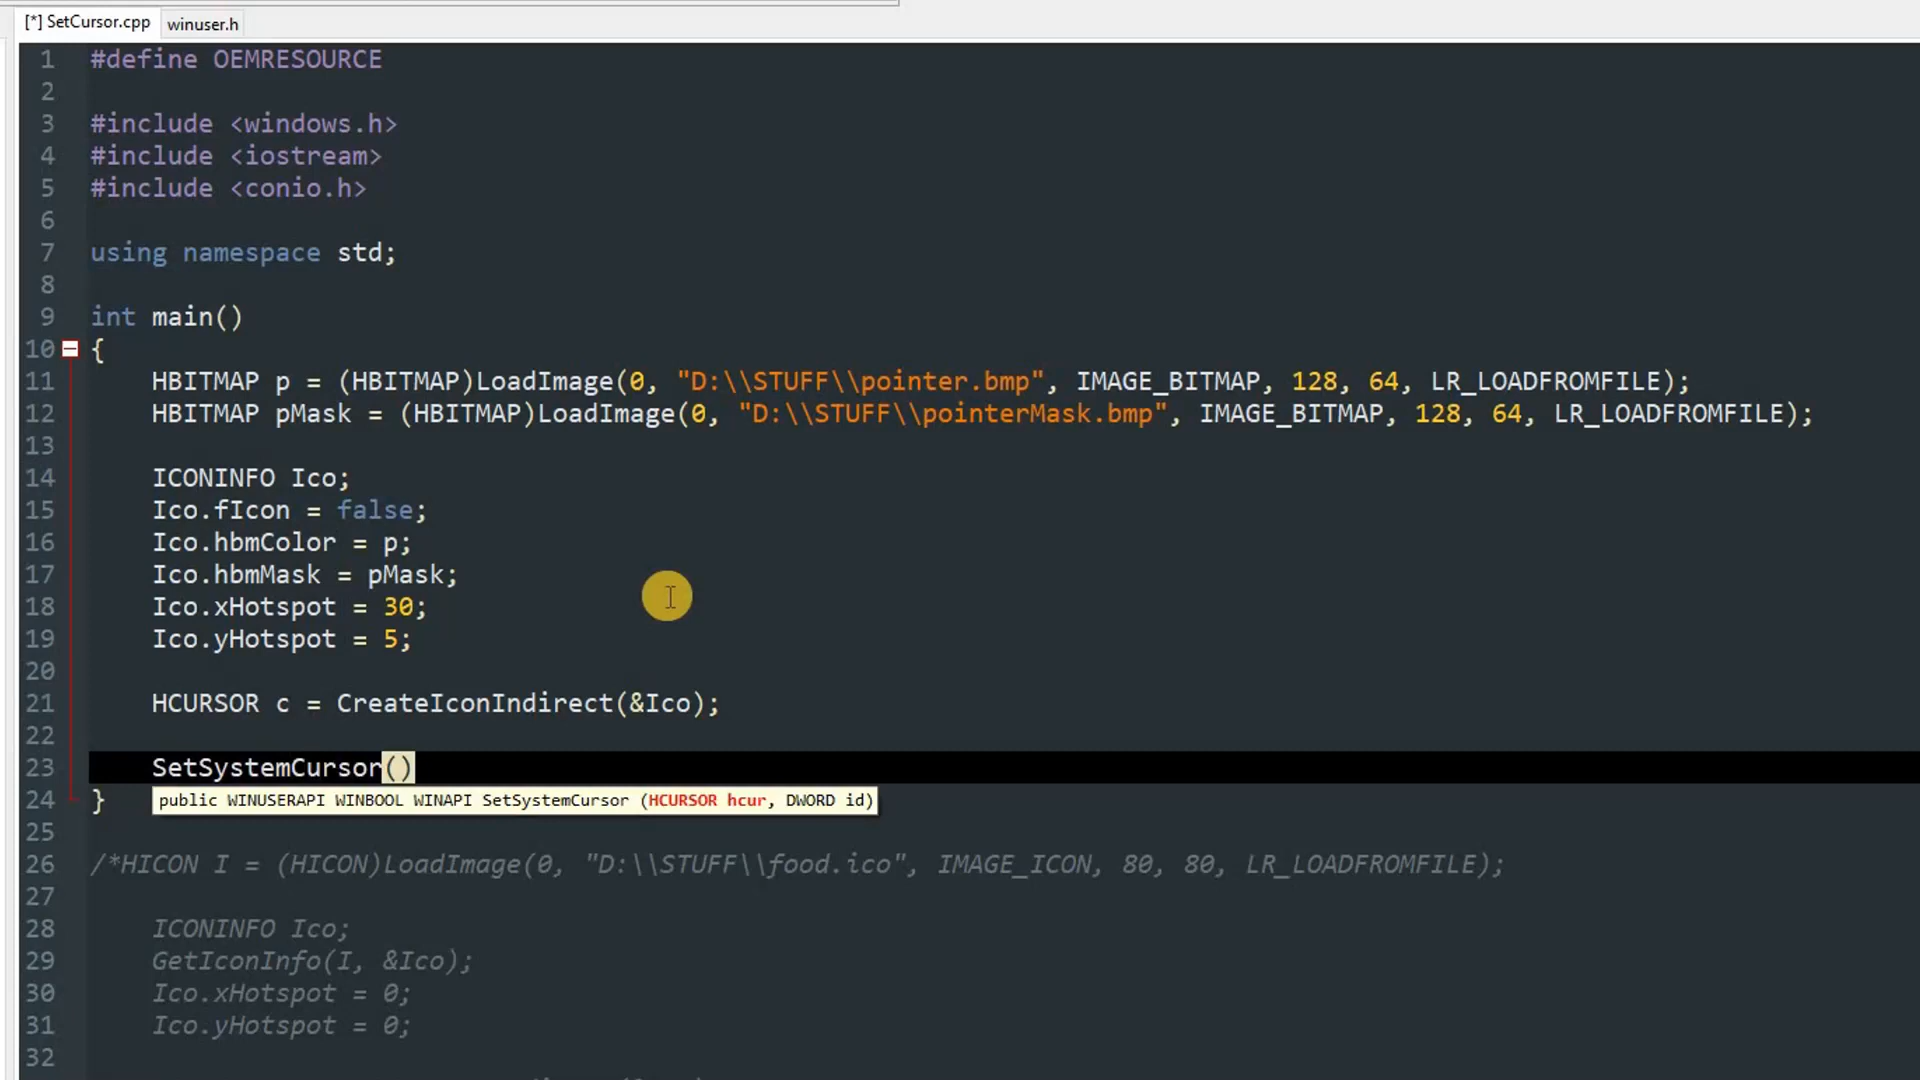 [*] SetCursor.cpp winuser.h
1 #define OEMRESOURCE
2
3 #include <windows.h>
4 #include <iostream>
5 #include <conio.h>
6
7 using namespace std;
8
9 int main()
10 {
11 HBITMAP p = (HBITMAP)LoadImage(0, "D:\\STUFF\\pointer.bmp", IMAGE_BITMAP, 128, 64, LR_LOADFROMFILE);
12 HBITMAP pMask = (HBITMAP)LoadImage(0, "D:\\STUFF\\pointerMask.bmp", IMAGE_BITMAP, 128, 64, LR_LOADFROMFILE);
13
14 ICONINFO Ico;
15 Ico.fIcon = false;
16 Ico.hbmColor = p;
17 Ico.hbmMask = pMask;
18 Ico.xHotspot = 30;
19 Ico.yHotspot = 5;
20
21 HCURSOR c = CreateIconIndirect(&Ico);
22
23 SetSystemCursor()
24 } public WINUSERAPI WINBOOL WINAPI SetSystemCursor (HCURSOR hcur, DWORD id)
25
26 /*HICON I = (HICON)LoadImage(0, "D:\\STUFF\\food.ico", IMAGE_ICON, 80, 80, LR_LOADFROMFILE);
27
28 ICONINFO Ico;
29 GetIconInfo(I, &Ico);
30 Ico.xHotspot = 0;
31 Ico.yHotspot = 0;
32